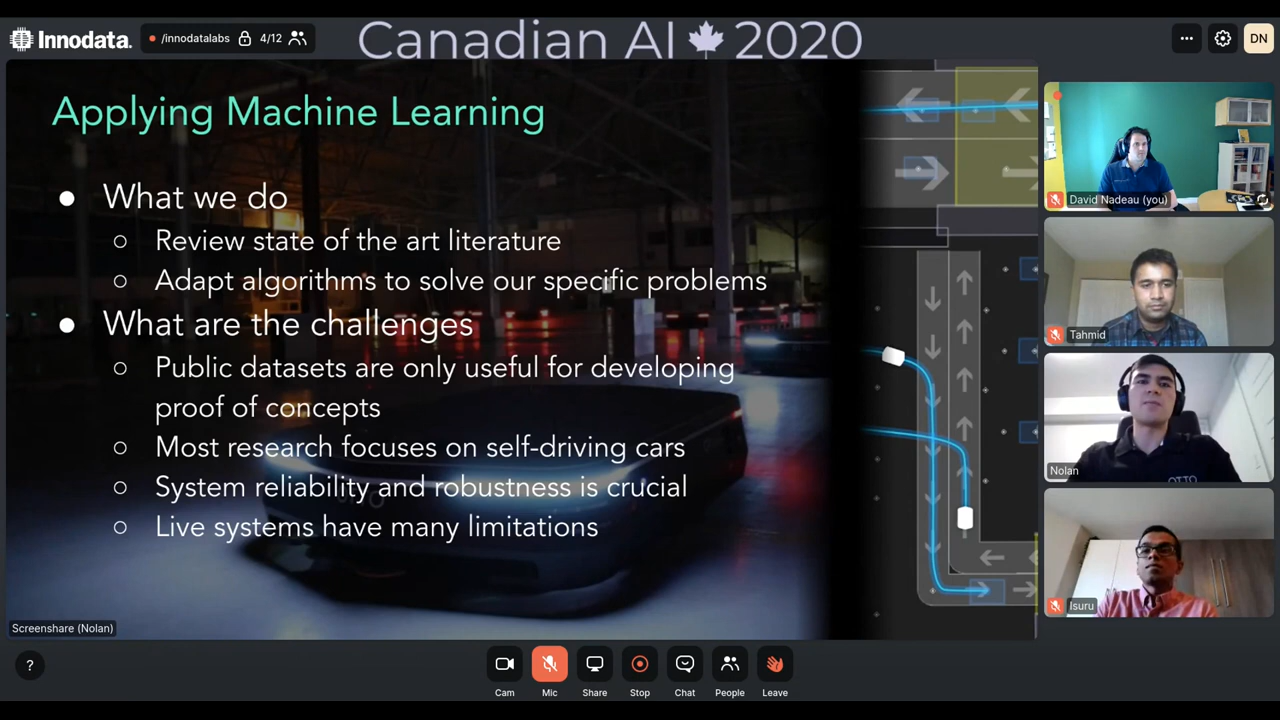 Innodata.
/innodatalabs
4/12
Canadian AI 2020
DN
Applying Machine Learning
● What we do
○ Review state of the art literature
○ Adapt algorithms to solve our specific problems
● What are the challenges
○ Public datasets are only useful for developing
proof of concepts
○ Most research focuses on self-driving cars
○ System reliability and robustness is crucial
○ Live systems have many limitations
David Nadeau (you)
Tahmid
Nolan
OTTO
Isuru
Screenshare (Nolan)
?
Cam
Mic
Share
Stop
Chat
People
Leave